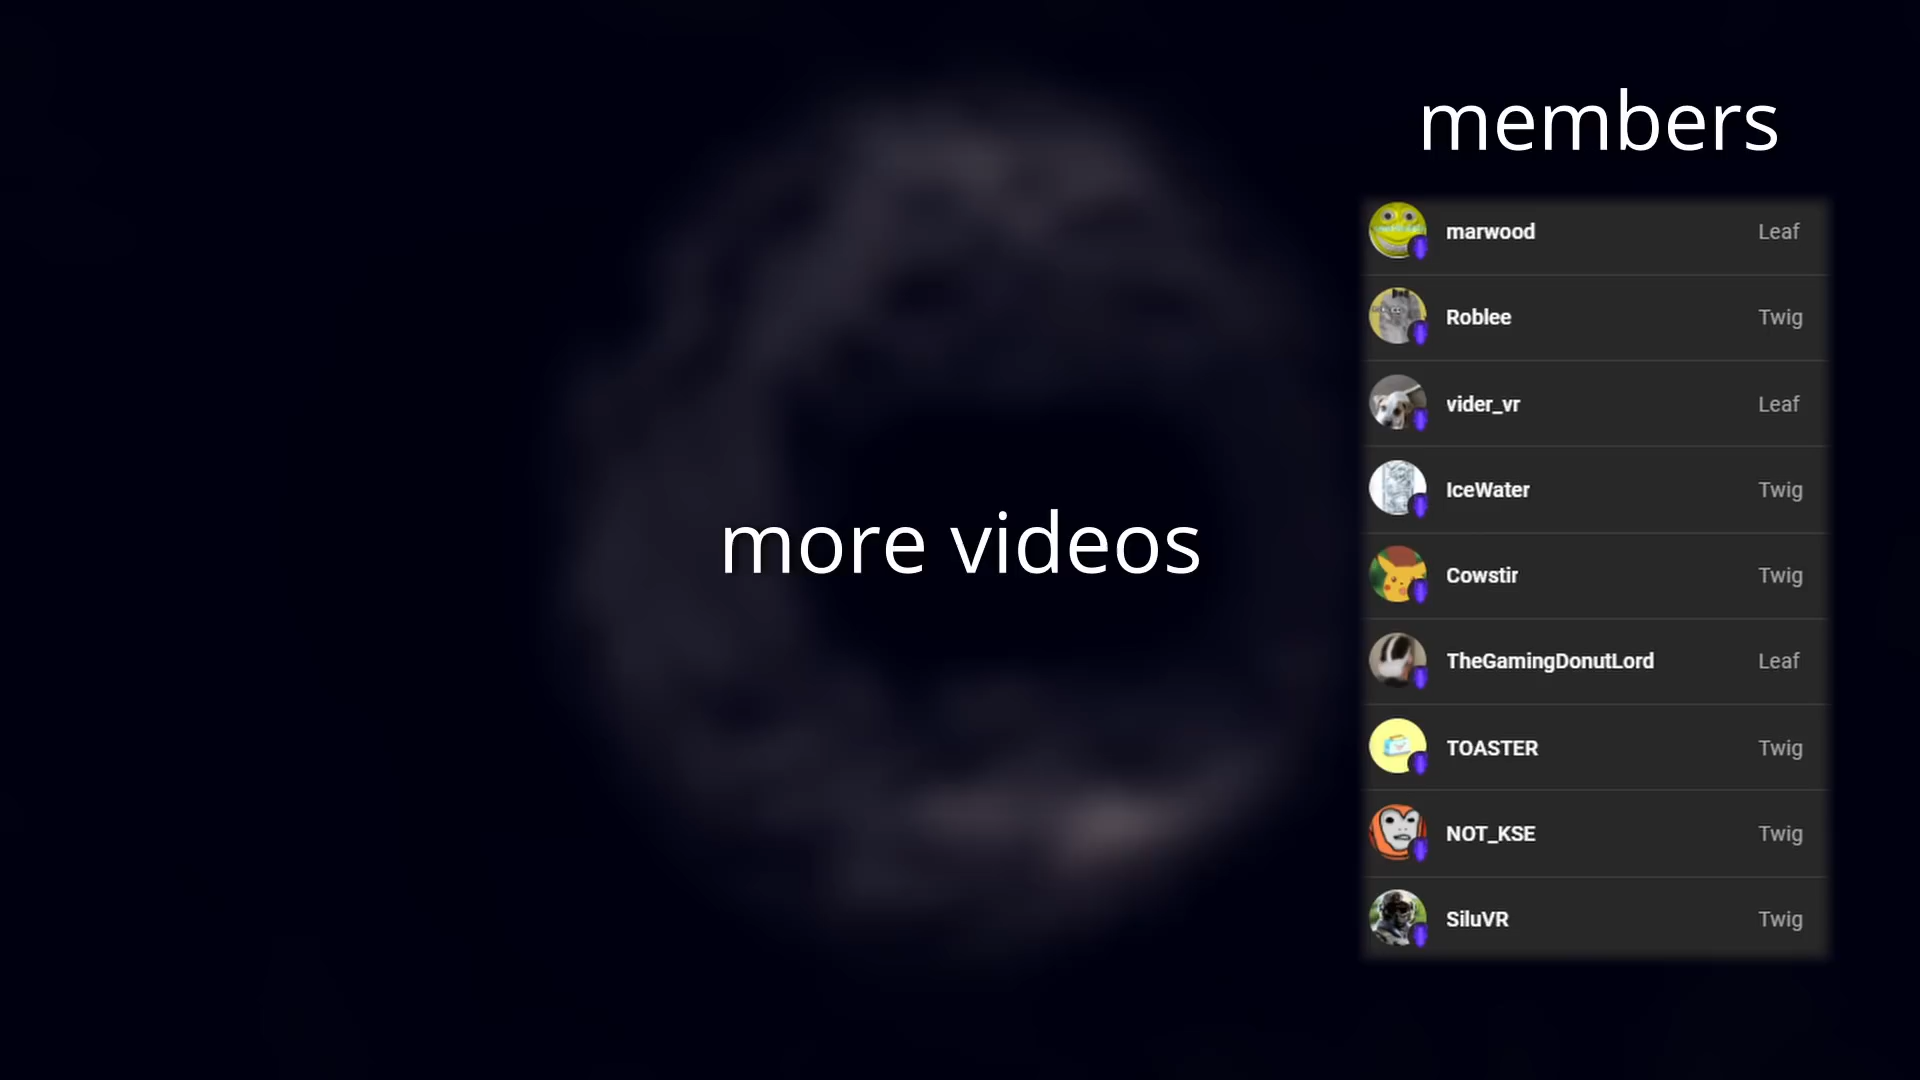 members
marwood Leaf
Roblee Twig
vider_vr Leaf
IceWater Twig
more videos
Cowstir Twig
TheGamingDonutLord Leaf
TOASTER Twig
NOT_KSE Twig
SiluVR Twig